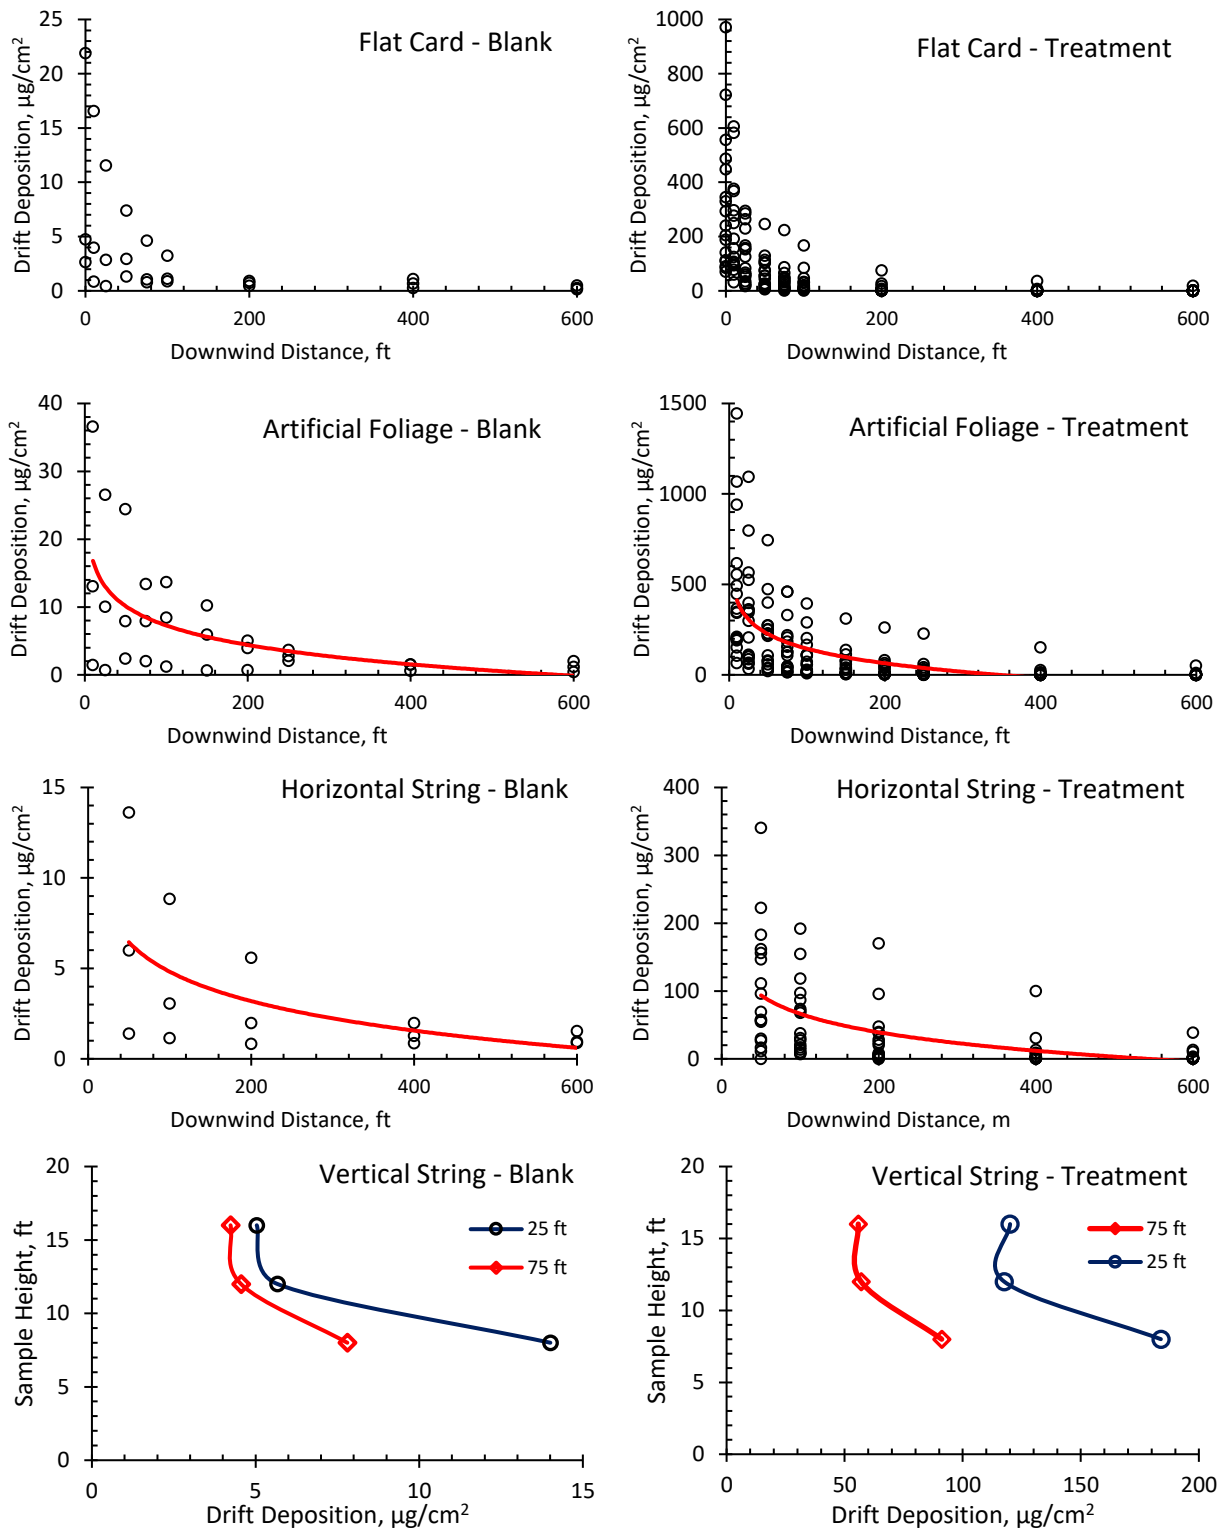 Flat Card - Blank
Drift Deposition, µg/cm²
25
20
15
10
5
0
0 200 400 600
Downwind Distance, ft
Flat Card - Treatment
Drift Deposition, µg/cm²
1000
800
600
400
200
0
0 100 200 300 400 500 600
Downwind Distance, ft
Artificial Foliage - Blank
Drift Deposition, µg/cm²
40
30
20
10
0
0 200 400 600
Downwind Distance, ft
Artificial Foliage - Treatment
Drift Deposition, µg/cm²
1500
1000
500
0
0 200 400 600
Downwind Distance, ft
Horizontal String - Blank
Drift Deposition, µg/cm²
15
10
5
0
0 200 400 600
Downwind Distance, ft
Horizontal String - Treatment
Drift Deposition, µg/cm²
400
300
200
100
0
0 200 400 600
Downwind Distance, m
Vertical String - Blank
Sample Height, ft
20
15
10
5
0
25 ft
75 ft
0 5 10 15
Drift Deposition, µg/cm²
Vertical String - Treatment
Sample Height, ft
20
15
10
5
0
75 ft
25 ft
0 50 100 150 200
Drift Deposition, µg/cm²